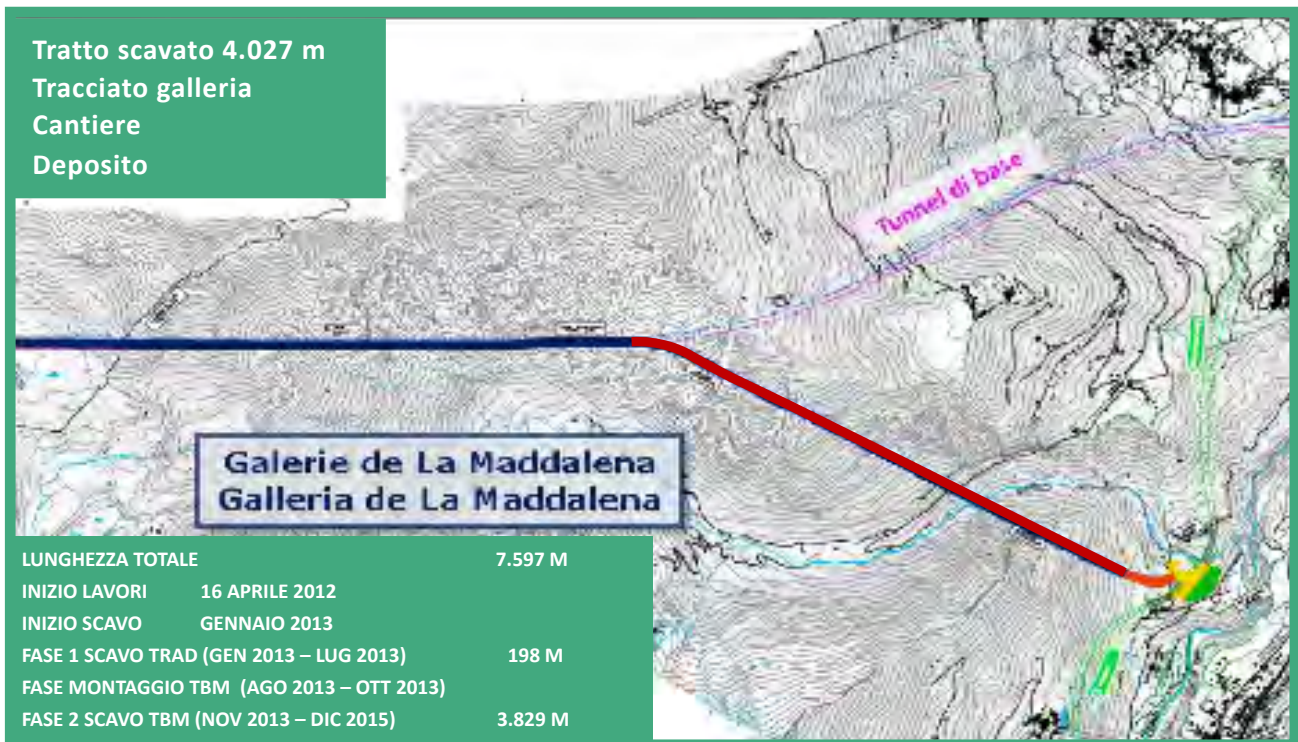 Tratto scavato 4.027 m
Tracciato galleria
Cantiere
Deposito
Tunnel di base
Galerie de La Maddalena
Galleria de La Maddalena
LUNGHEZZA TOTALE 7.597 M
INIZIO LAVORI 16 APRILE 2012
INIZIO SCAVO GENNAIO 2013
FASE 1 SCAVO TRAD (GEN 2013 – LUG 2013) 198 M
FASE MONTAGGIO TBM (AGO 2013 – OTT 2013)
FASE 2 SCAVO TBM (NOV 2013 – DIC 2015) 3.829 M